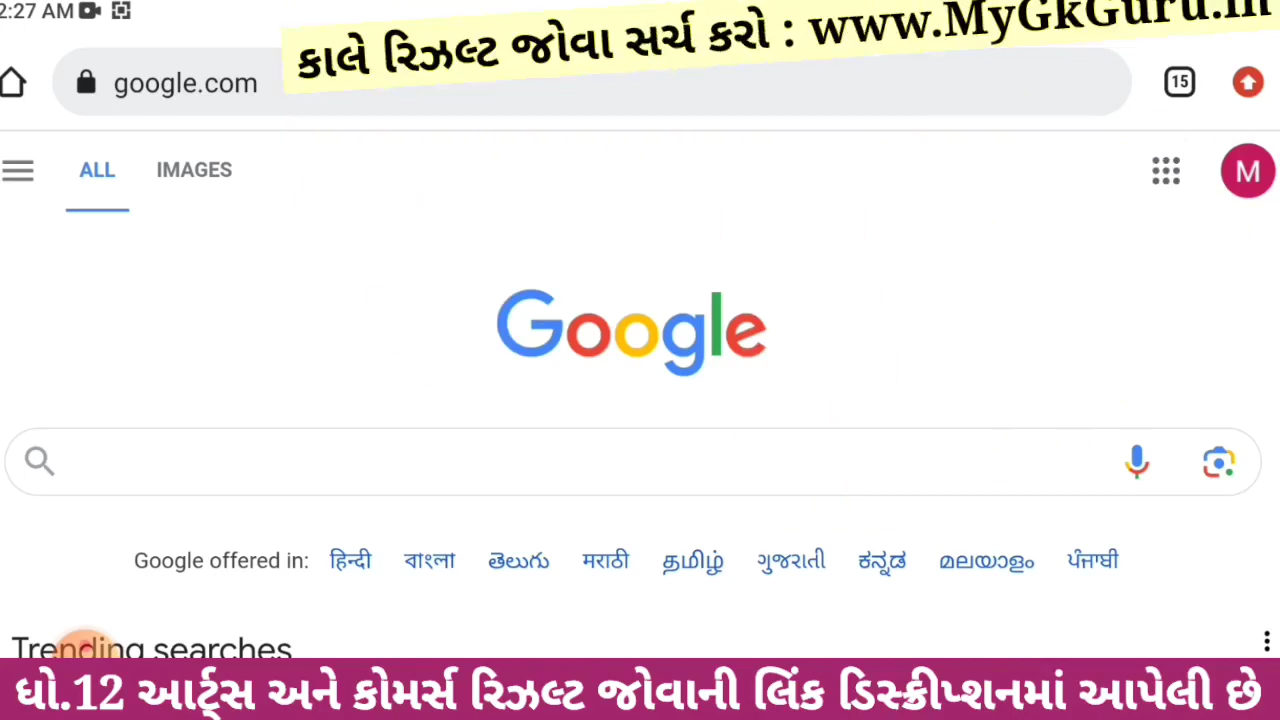 2:27 AM
કાલે રિઝલ્ટ જોવા સર્ચ કરો : www.MyGkGuru.in
google.com
15
ALL IMAGES
M
Google
Google offered in: हिन्दी বাংলা తెలుగు मराठी தமிழ் ગુજરાતી ಕನ್ನಡ മലയാളം ਪੰਜਾਬੀ
Trending searches
ધો.12 આર્ટ્સ અને કોમર્સ રિઝલ્ટ જોવાની લિંક ડિસ્ક્રીપ્શનમાં આપેલી છે